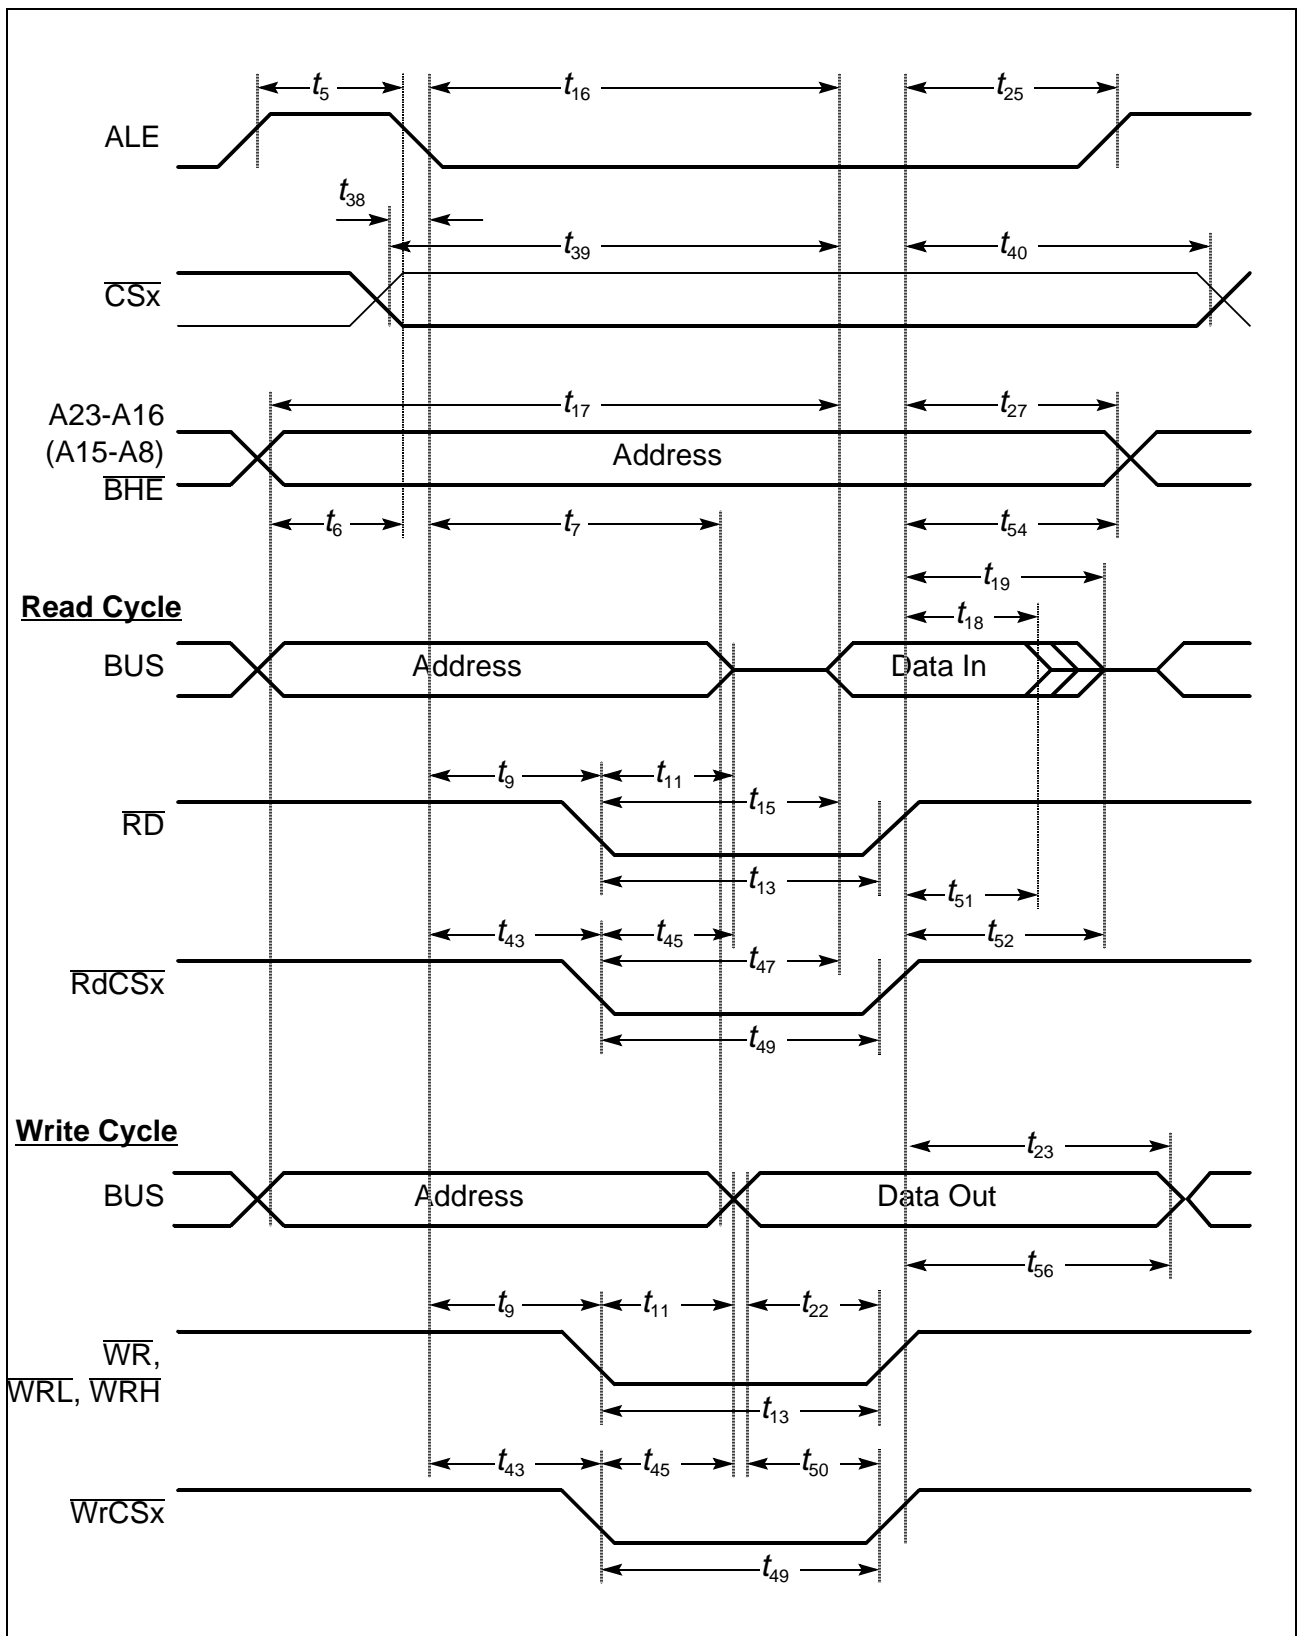 t5 t16 t25
ALE
t38
t39 t40
CSx
t17 t27
A23-A16
(A15-A8)
BHE
Address
t6 t7 t54
t19
Read Cycle
t18
BUS Address Data In
t9 t11
t15
RD
t13
t51
t43 t45 t52
t47
RdCSx
t49
Write Cycle
t23
BUS Address Data Out
t56
t9 t11 t22
WR,
WRL, WRH
t13
t43 t45 t50
WrCSx
t49